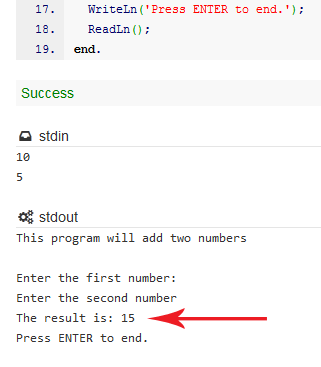 17. WriteLn('Press ENTER to end.');
18. ReadLn();
19. end.
Success
stdin
10
5
stdout
This program will add two numbers
Enter the first number:
Enter the second number
The result is: 15
Press ENTER to end.